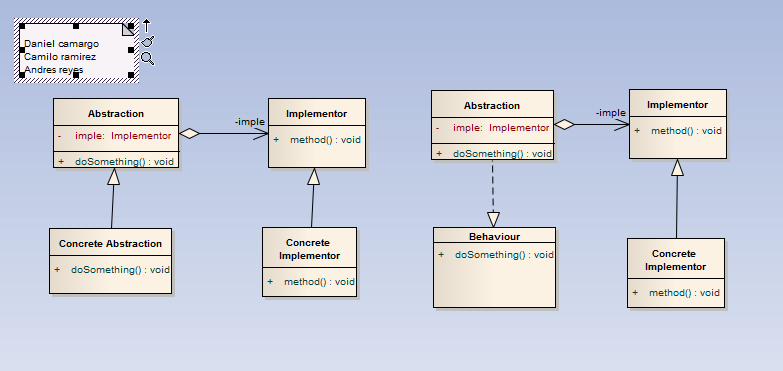 Daniel camargo
Camilo ramirez
Andres reyes
Abstraction
- imple: Implementor
+ doSomething() : void
-imple
Implementor
+ method() : void
Concrete Abstraction
+ doSomething() : void
Concrete
Implementor
+ method() : void
Abstraction
- imple: Implementor
+ doSomething() : void
-imple
Implementor
+ method() : void
Behaviour
+ doSomething() : void
Concrete
Implementor
+ method() : void